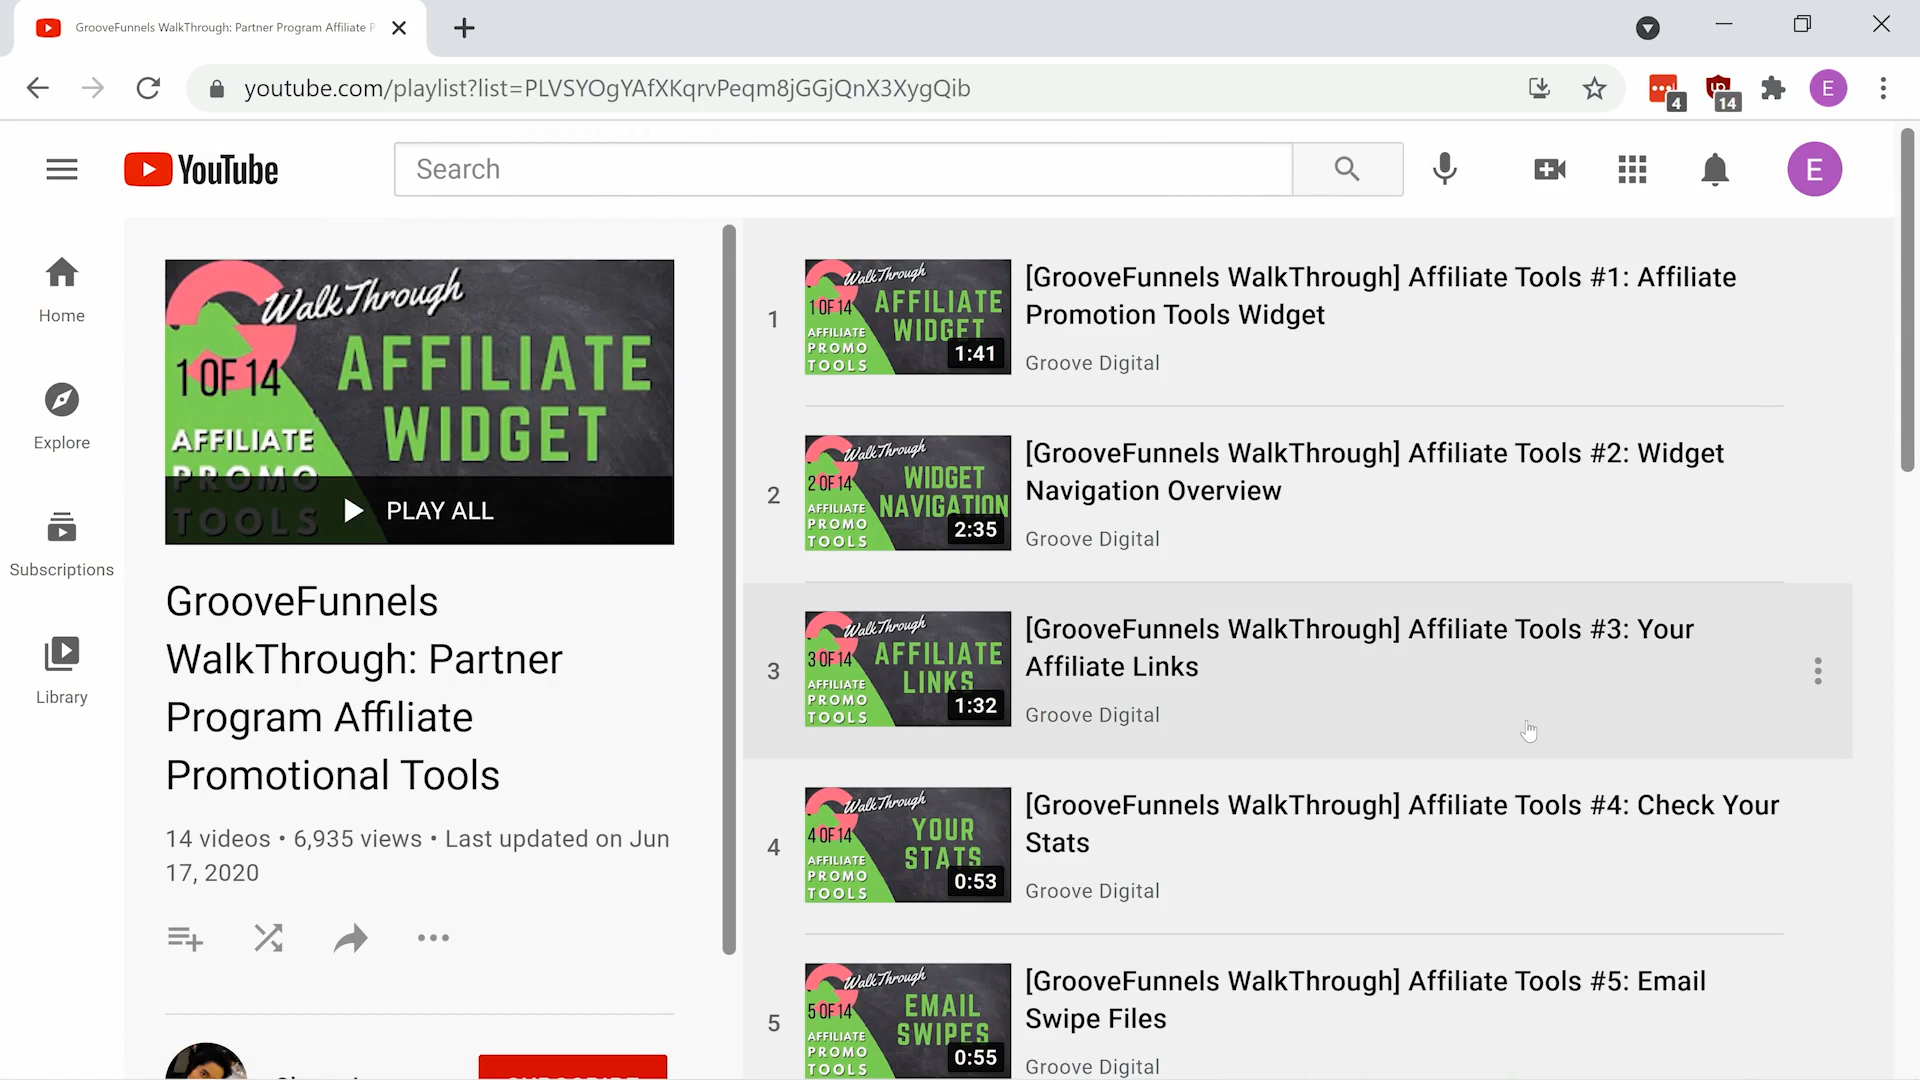 GrooveFunnels WalkThrough: Partner Program Affiliate P
youtube.com/playlist?list=PLVSYOgYAfXKqrvPeqm8jGGjQnX3XygQib
4
14
E
YouTube
Search
E
Home
Explore
Subscriptions
Library
WalkThrough
1 OF 14
AFFILIATE
WIDGET
AFFILIATE
PROMO
TOOLS
PLAY ALL
GrooveFunnels
WalkThrough: Partner
Program Affiliate
Promotional Tools
14 videos • 6,935 views • Last updated on Jun
17, 2020
1
WalkThrough
1 OF 14
AFFILIATE
WIDGET
AFFILIATE
PROMO
TOOLS
1:41
[GrooveFunnels WalkThrough] Affiliate Tools #1: Affiliate
Promotion Tools Widget
Groove Digital
2
WalkThrough
2 OF 14
WIDGET
NAVIGATION
AFFILIATE
PROMO
TOOLS
2:35
[GrooveFunnels WalkThrough] Affiliate Tools #2: Widget
Navigation Overview
Groove Digital
3
WalkThrough
3 OF 14
AFFILIATE
LINKS
AFFILIATE
PROMO
TOOLS
1:32
[GrooveFunnels WalkThrough] Affiliate Tools #3: Your
Affiliate Links
Groove Digital
4
WalkThrough
4 OF 14
YOUR
STATS
AFFILIATE
PROMO
TOOLS
0:53
[GrooveFunnels WalkThrough] Affiliate Tools #4: Check Your
Stats
Groove Digital
5
WalkThrough
5 OF 14
EMAIL
SWIPES
AFFILIATE
PROMO
TOOLS
0:55
[GrooveFunnels WalkThrough] Affiliate Tools #5: Email
Swipe Files
Groove Digital